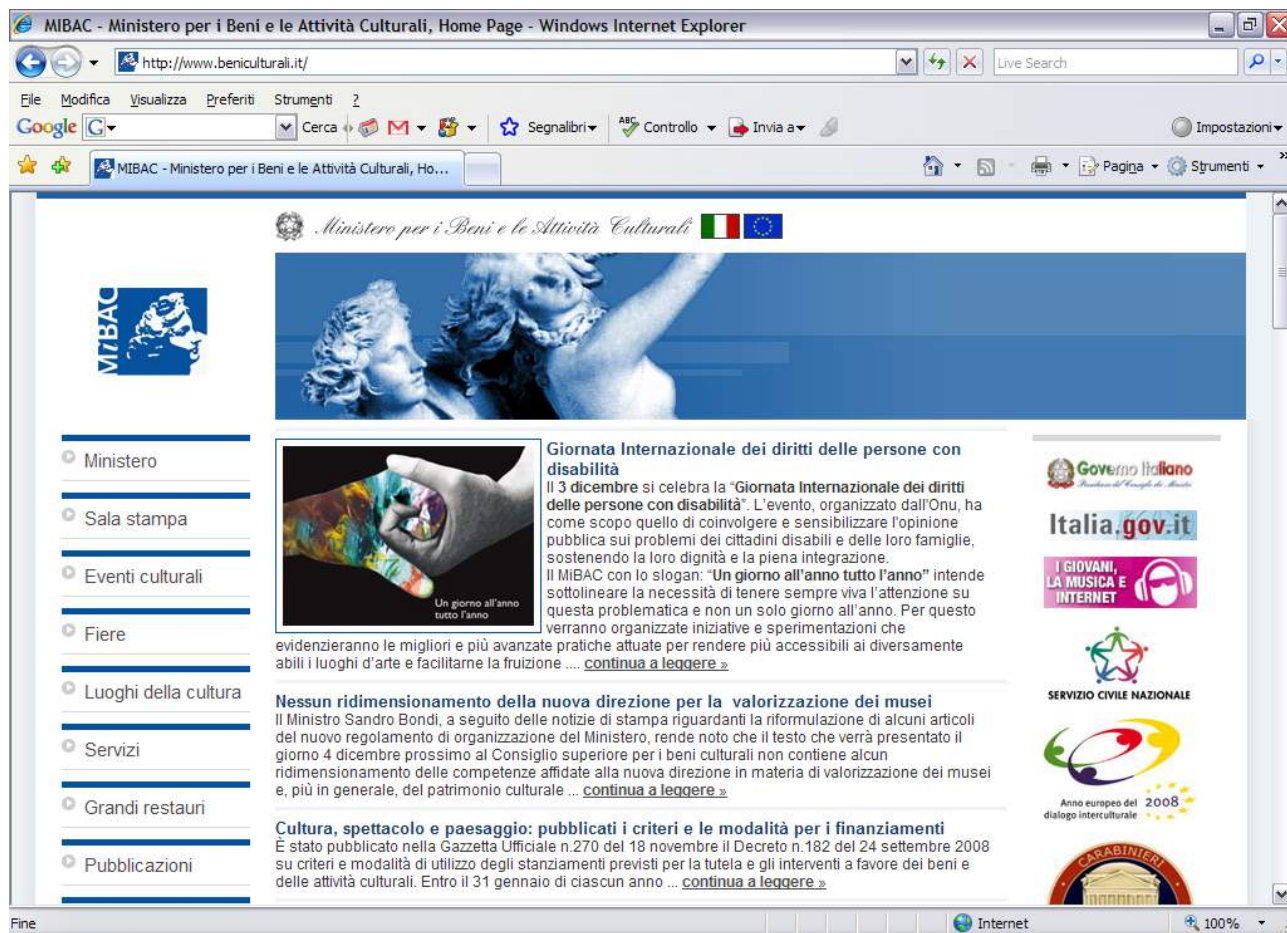 MIBAC - Ministero per i Beni e le Attività Culturali, Home Page - Windows Internet Explorer
http://www.beniculturali.it/
Live Search
File Modifica Visualizza Preferiti Strumenti ?
Google G Cerca Segnalibri ABC Controllo Invia a Impostazioni
MIBAC - Ministero per i Beni e le Attività Culturali, Ho...
Pagina Strumenti »
Ministero per i Beni e le Attività Culturali
MiBAC
Ministero
Sala stampa
Eventi culturali
Fiere
Luoghi della cultura
Servizi
Grandi restauri
Pubblicazioni
Un giorno all'anno
tutto l'anno
Giornata Internazionale dei diritti delle persone con
disabilità
Il 3 dicembre si celebra la “Giornata Internazionale dei diritti
delle persone con disabilità”. L’evento, organizzato dall'Onu, ha
come scopo quello di coinvolgere e sensibilizzare l'opinione
pubblica sui problemi dei cittadini disabili e delle loro famiglie,
sostenendo la loro dignità e la piena integrazione.
Il MiBAC con lo slogan: “Un giorno all’anno tutto l’anno” intende
sottolineare la necessità di tenere sempre viva l’attenzione su
questa problematica e non un solo giorno all’anno. Per questo
verranno organizzate iniziative e sperimentazioni che
evidenzieranno le migliori e più avanzate pratiche attuate per rendere più accessibili ai diversamente
abili i luoghi d’arte e facilitarne la fruizione .... continua a leggere »
Nessun ridimensionamento della nuova direzione per la valorizzazione dei musei
Il Ministro Sandro Bondi, a seguito delle notizie di stampa riguardanti la riformulazione di alcuni articoli
del nuovo regolamento di organizzazione del Ministero, rende noto che il testo che verrà presentato il
giorno 4 dicembre prossimo al Consiglio superiore per i beni culturali non contiene alcun
ridimensionamento delle competenze affidate alla nuova direzione in materia di valorizzazione dei musei
e, più in generale, del patrimonio culturale ... continua a leggere »
Cultura, spettacolo e paesaggio: pubblicati i criteri e le modalità per i finanziamenti
È stato pubblicato nella Gazzetta Ufficiale n.270 del 18 novembre il Decreto n.182 del 24 settembre 2008
su criteri e modalità di utilizzo degli stanziamenti previsti per la tutela e gli interventi a favore dei beni e
delle attività culturali. Entro il 31 gennaio di ciascun anno ... continua a leggere »
Governo Italiano
Presidenza del Consiglio dei Ministri
Italia.gov.it
I GIOVANI,
LA MUSICA E
INTERNET
SERVIZIO CIVILE NAZIONALE
Anno europeo del 2008
dialogo interculturale
CARABINIERI
Fine
Internet
100%